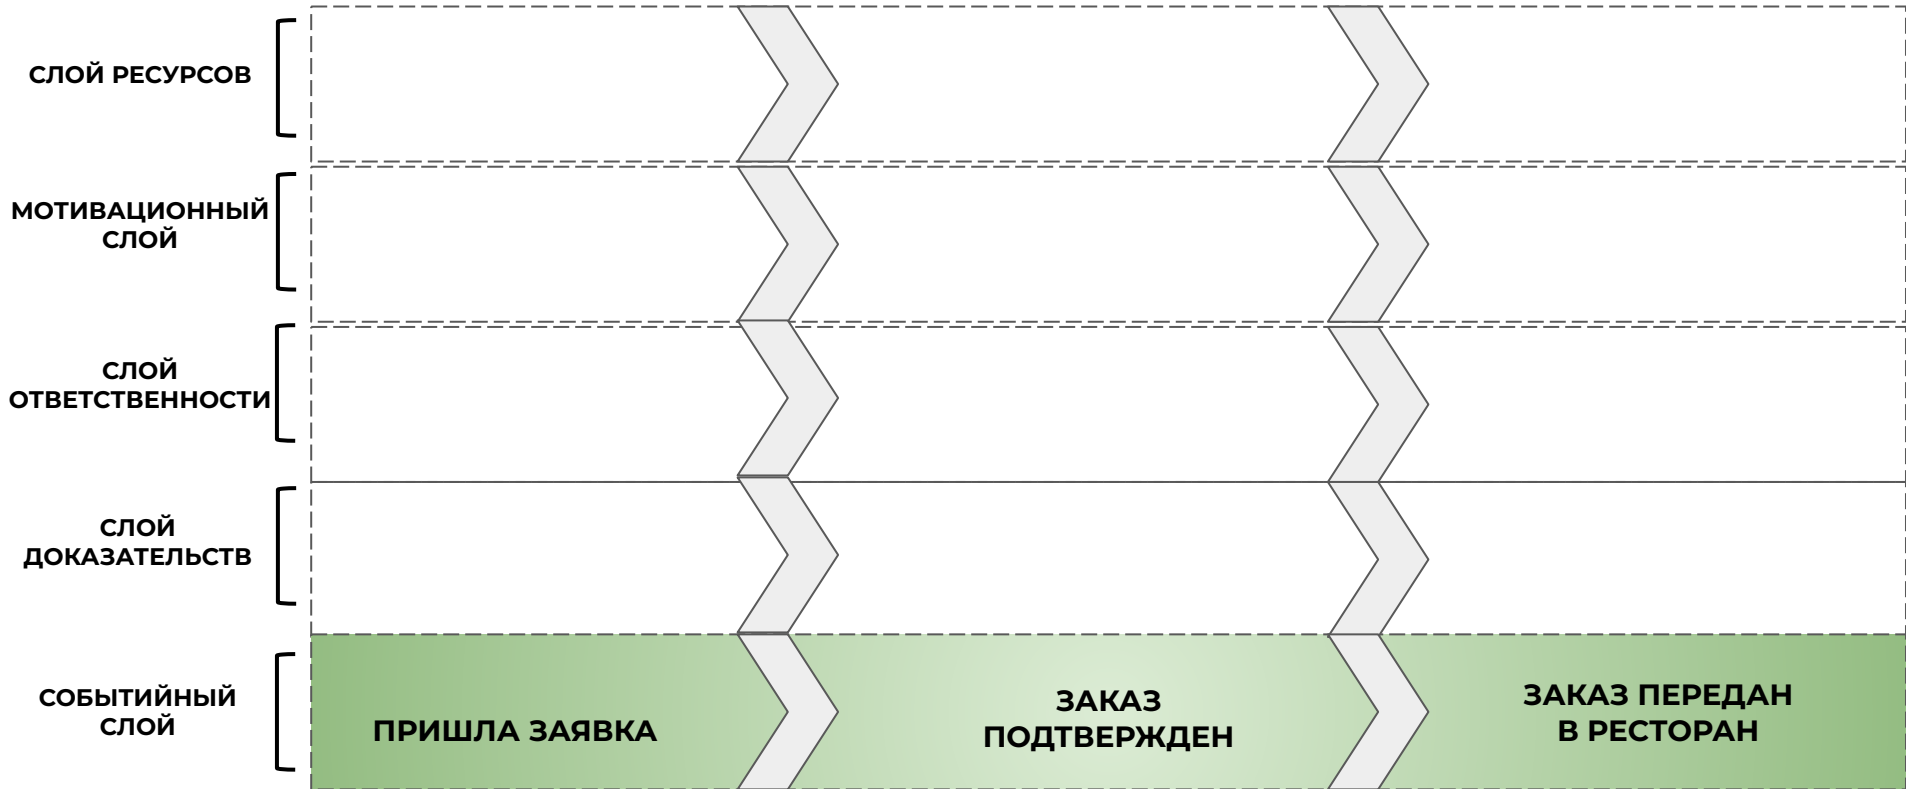 СЛОЙ РЕСУРСОВ
МОТИВАЦИОННЫЙ
СЛОЙ
СЛОЙ
ОТВЕТСТВЕННОСТИ
СЛОЙ
ДОКАЗАТЕЛЬСТВ
СОБЫТИЙНЫЙ
СЛОЙ
ПРИШЛА ЗАЯВКА
ЗАКАЗ
ПОДТВЕРЖДЕН
ЗАКАЗ ПЕРЕДАН
В РЕСТОРАН